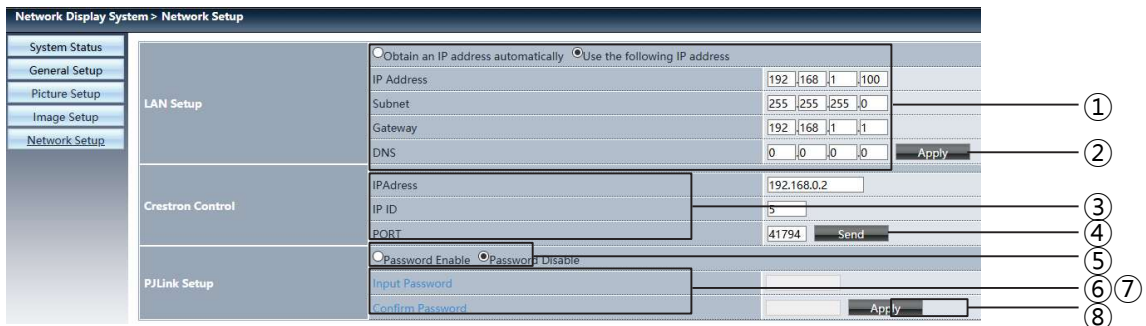 Network Display System > Network Setup
System Status
General Setup
Picture Setup
Image Setup
Network Setup
LAN Setup
Obtain an IP address automatically Use the following IP address
IP Address 192 .168 .1 .100
Subnet 255 .255 .255 .0
①
Gateway 192 .168 .1 .1
DNS 0 .0 .0 .0 Apply
②
Crestron Control
IPAdress 192.168.0.2
IP ID 5
③
PORT 41794 Send
④
PJLink Setup
Password Enable Password Disable
⑤
Input Password
⑥⑦
Confirm Password Apply
⑧